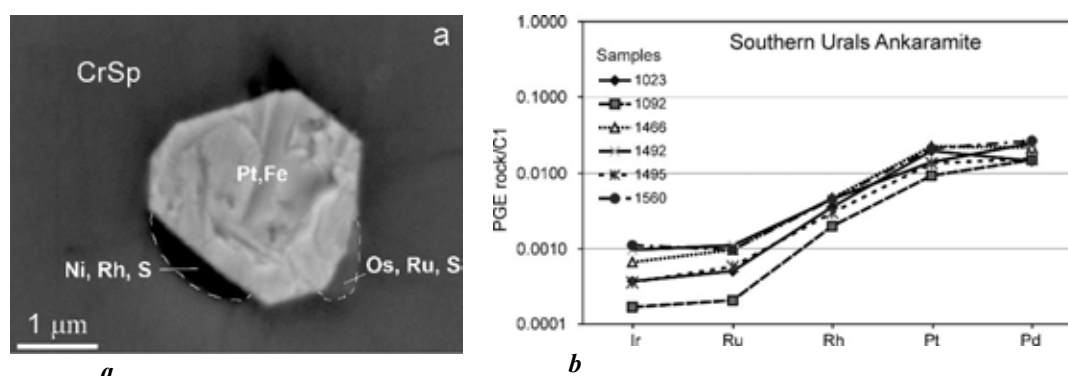 a
CrSp
Pt,Fe
Ni, Rh, S
Os, Ru, S
1 μm
a
Southern Urals Ankaramite
Samples
1023
1092
1466
1492
1495
1560
PGE rock/C1
1.0000
0.1000
0.0100
0.0010
0.0001
Ir Ru Rh Pt Pd
b